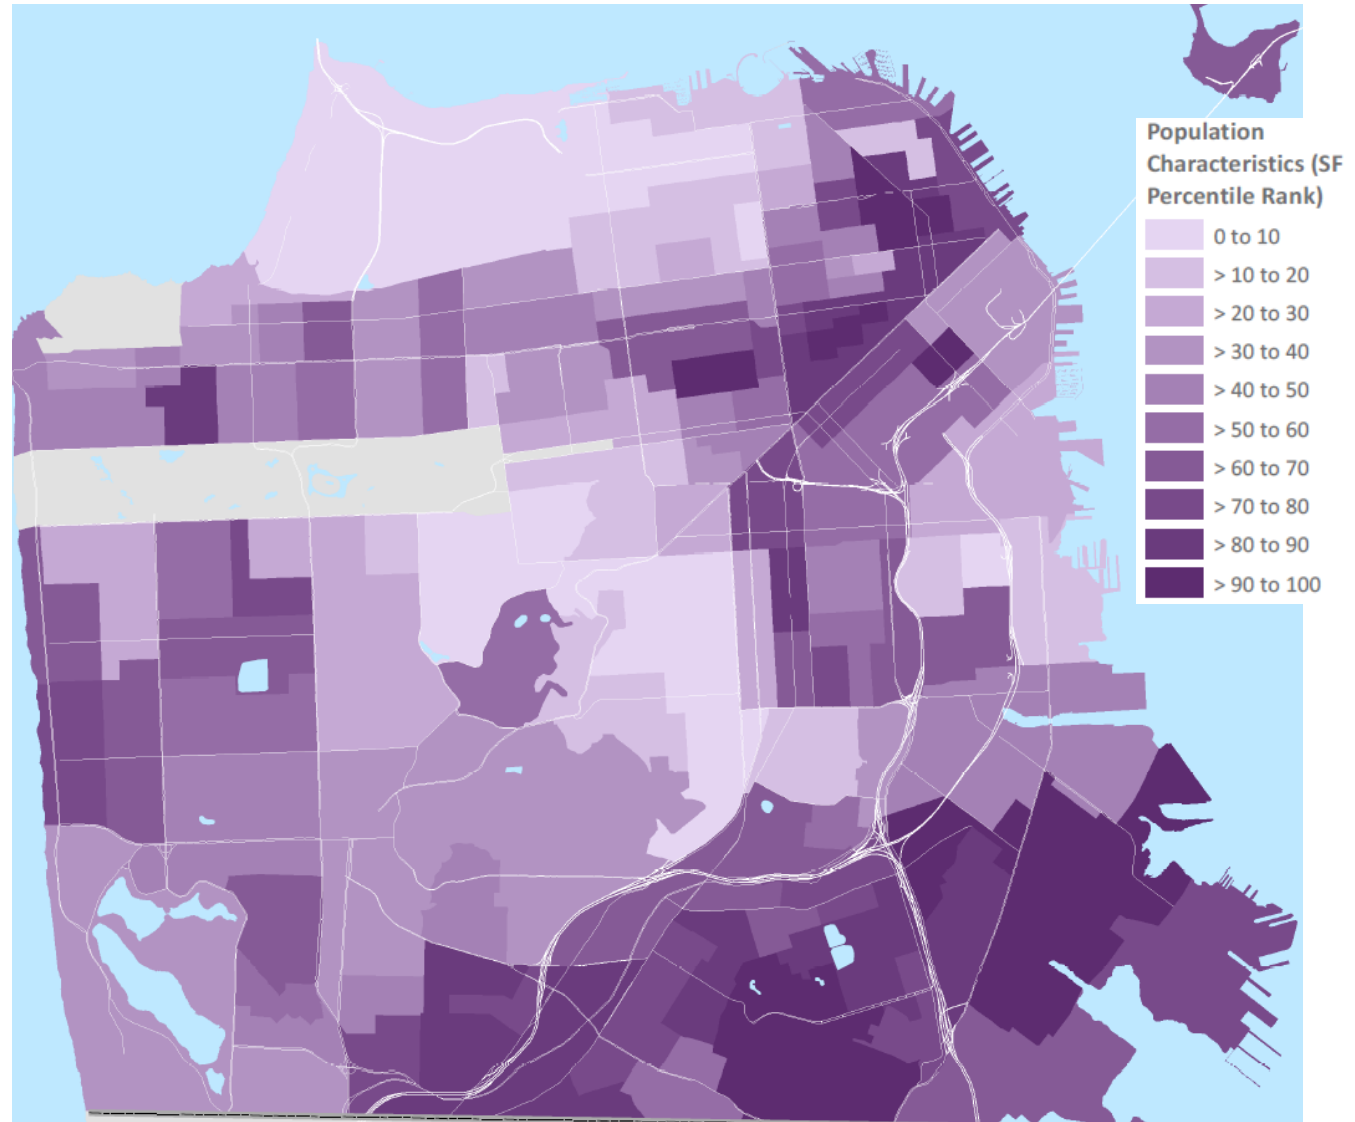 Population
Characteristics (SF
Percentile Rank)
0 to 10
> 10 to 20
> 20 to 30
> 30 to 40
> 40 to 50
> 50 to 60
> 60 to 70
> 70 to 80
> 80 to 90
> 90 to 100